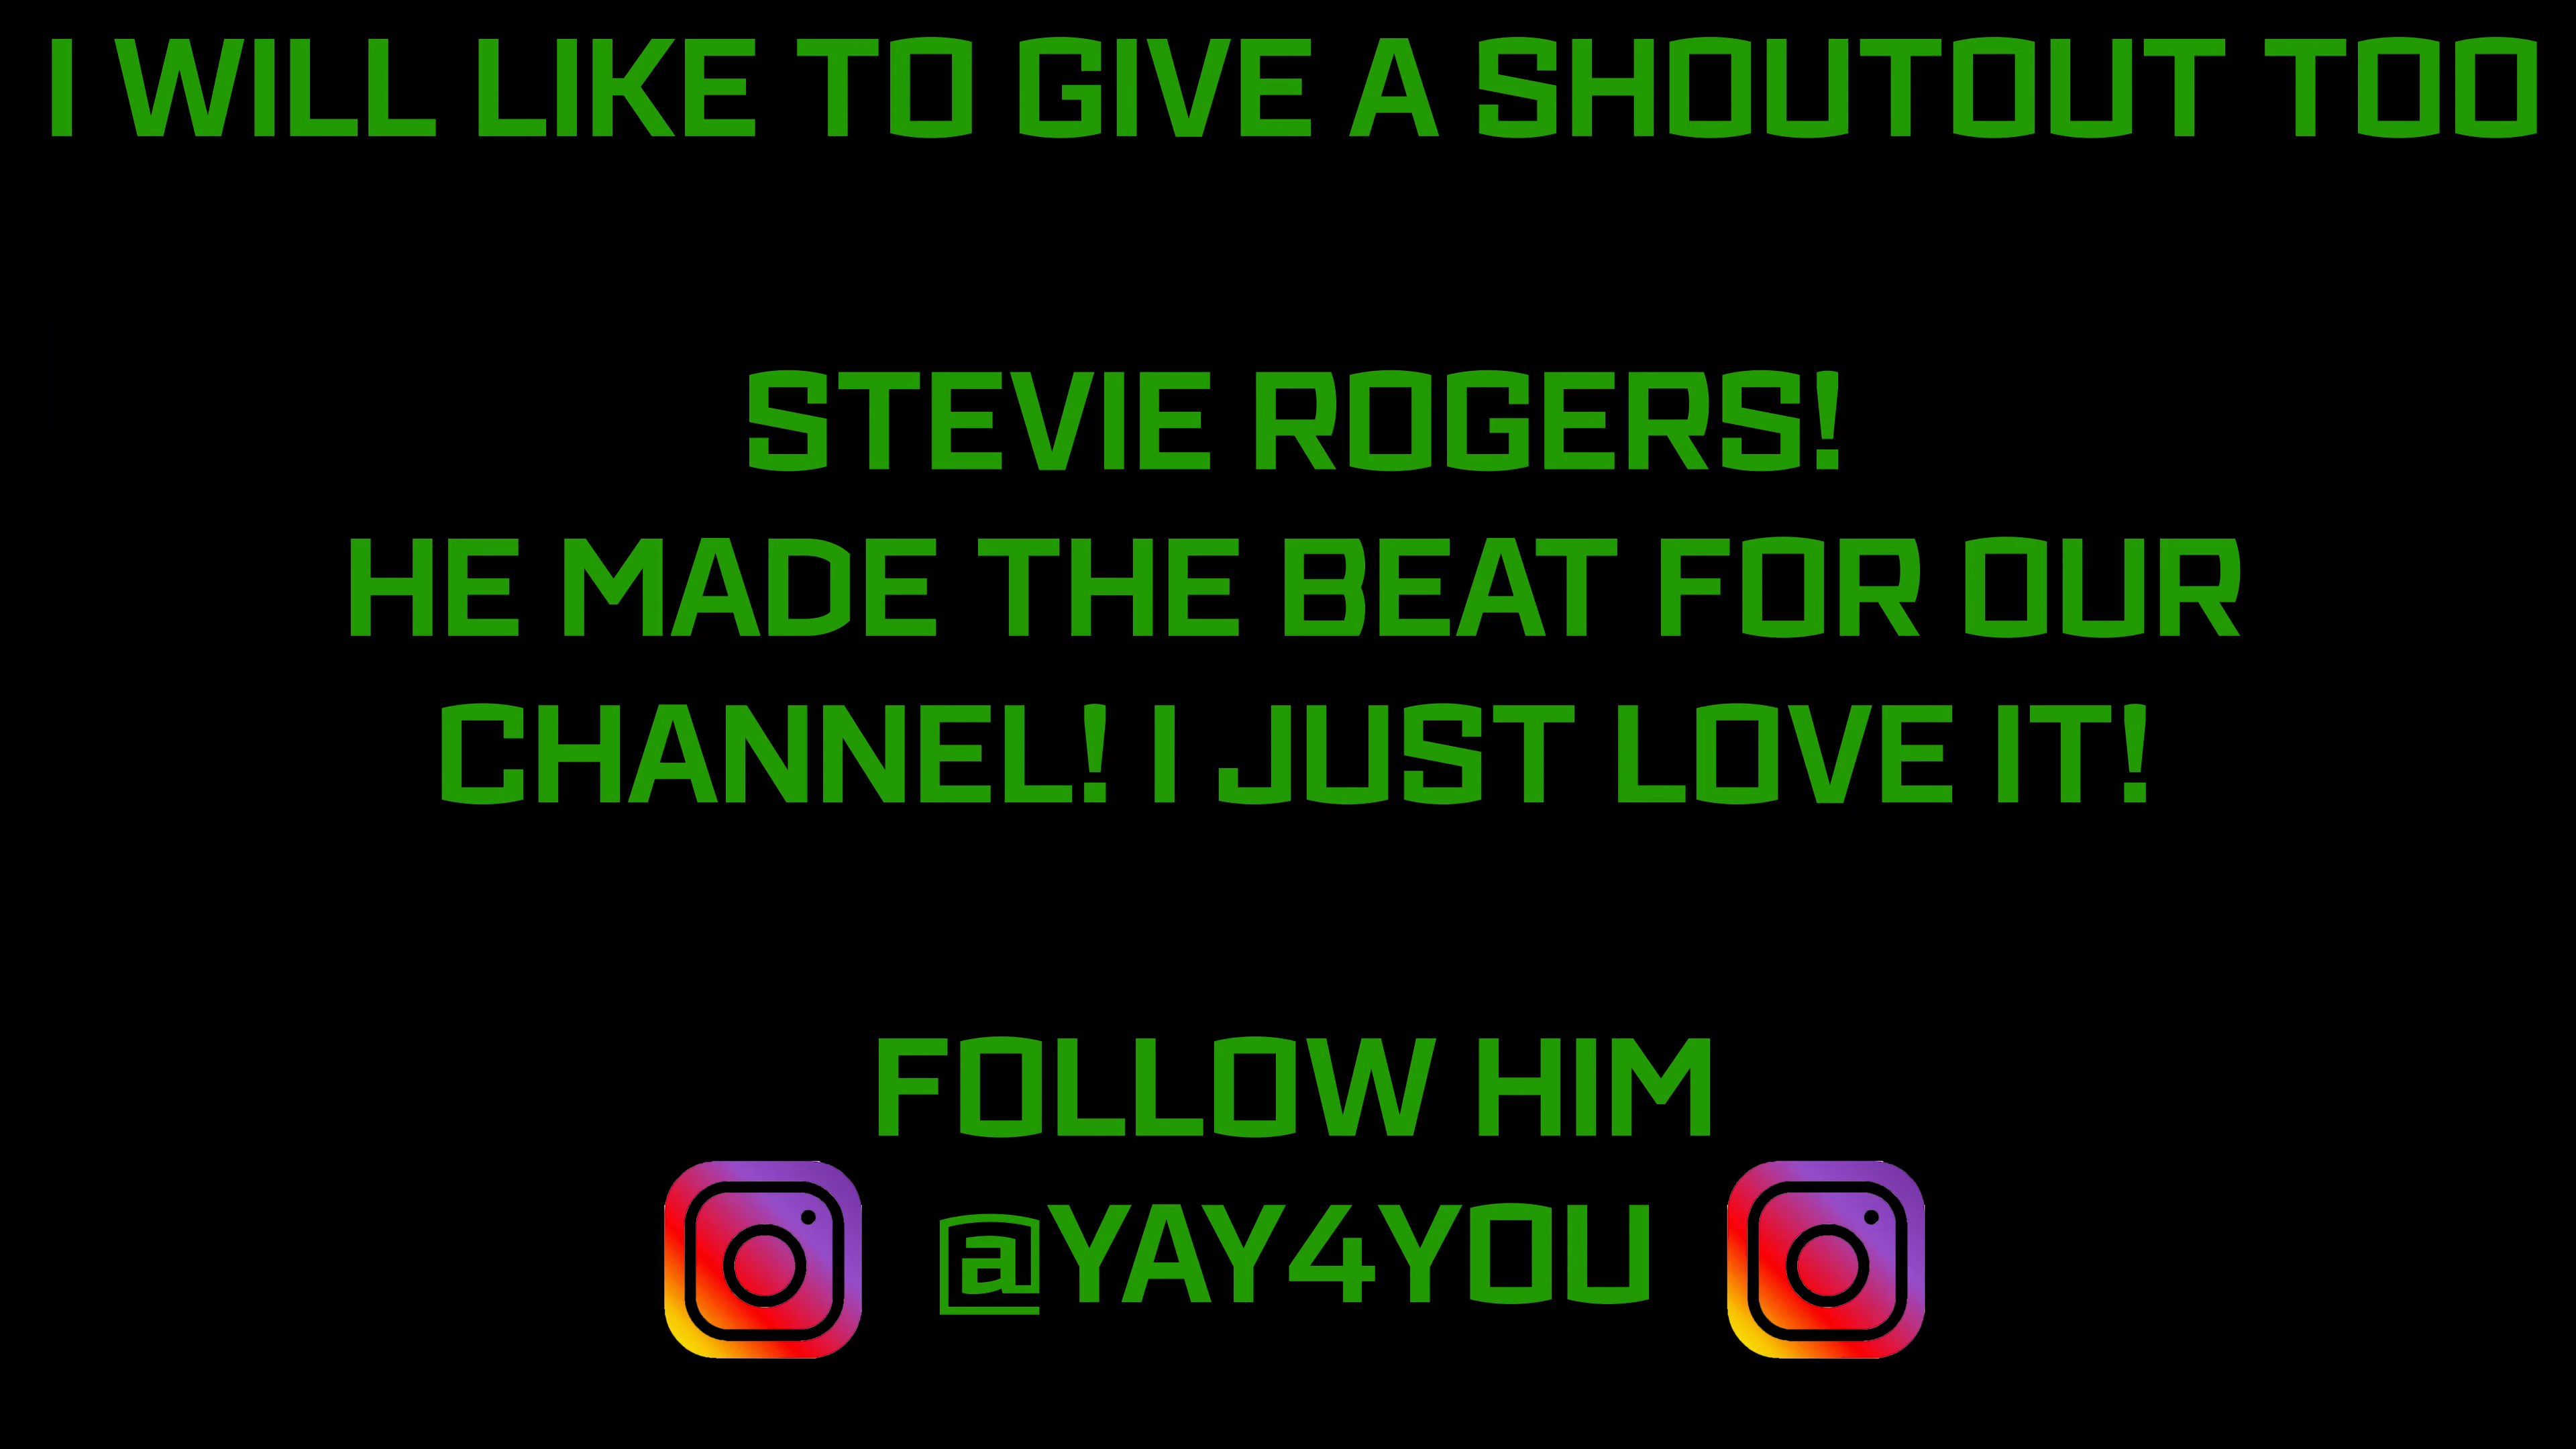 I WILL LIKE TO GIVE A SHOUTOUT TOO
STEVIE ROGERS!
HE MADE THE BEAT FOR OUR
CHANNEL! I JUST LOVE IT!
FOLLOW HIM
@YAY4YOU